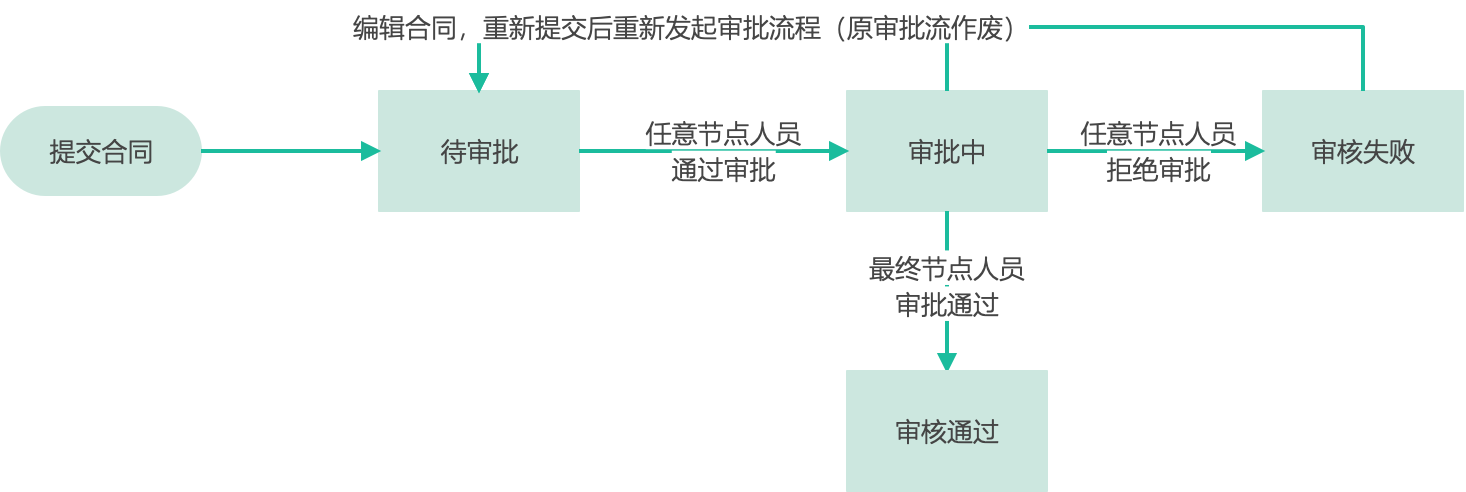 编辑合同，重新提交后重新发起审批流程（原审批流作废）
提交合同
待审批
任意节点人员
通过审批
审批中
任意节点人员
拒绝审批
审核失败
最终节点人员
审批通过
审核通过